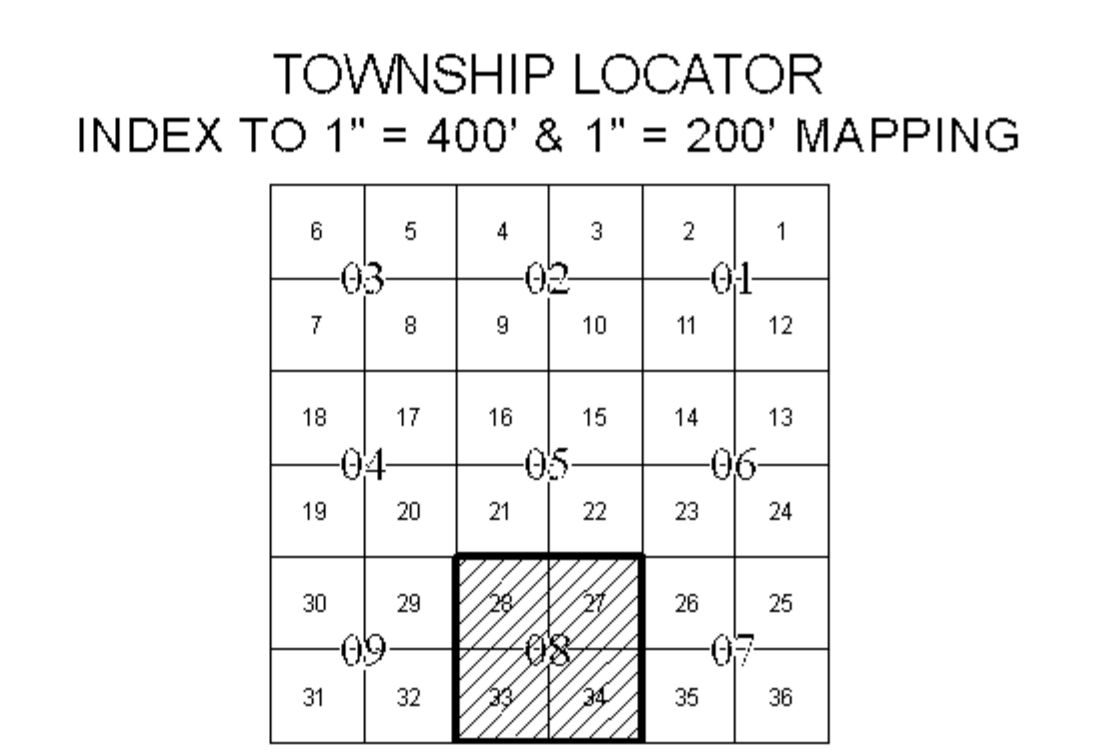 TOWNSHIP LOCATOR
INDEX TO 1" = 400' & 1" = 200' MAPPING
6 5 4 3 2 1
03 02 01
7 8 9 10 11 12
18 17 16 15 14 13
04 05 06
19 20 21 22 23 24
30 29 28 27 26 25
09 08 07
31 32 33 34 35 36